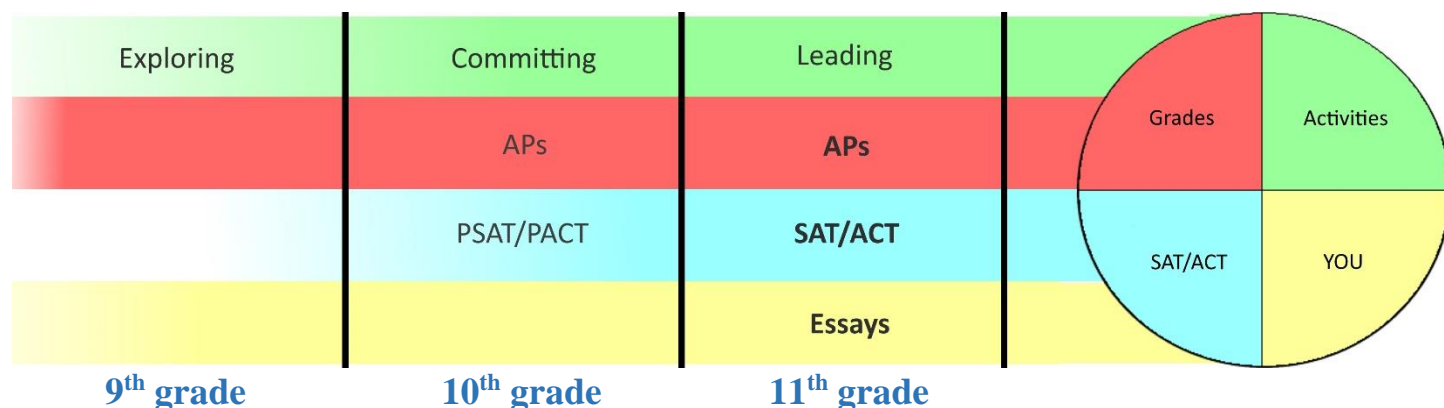 Exploring
Committing
Leading
Grades
Activities
APs
APs
PSAT/PACT
SAT/ACT
SAT/ACT
YOU
Essays
9th grade
10th grade
11th grade